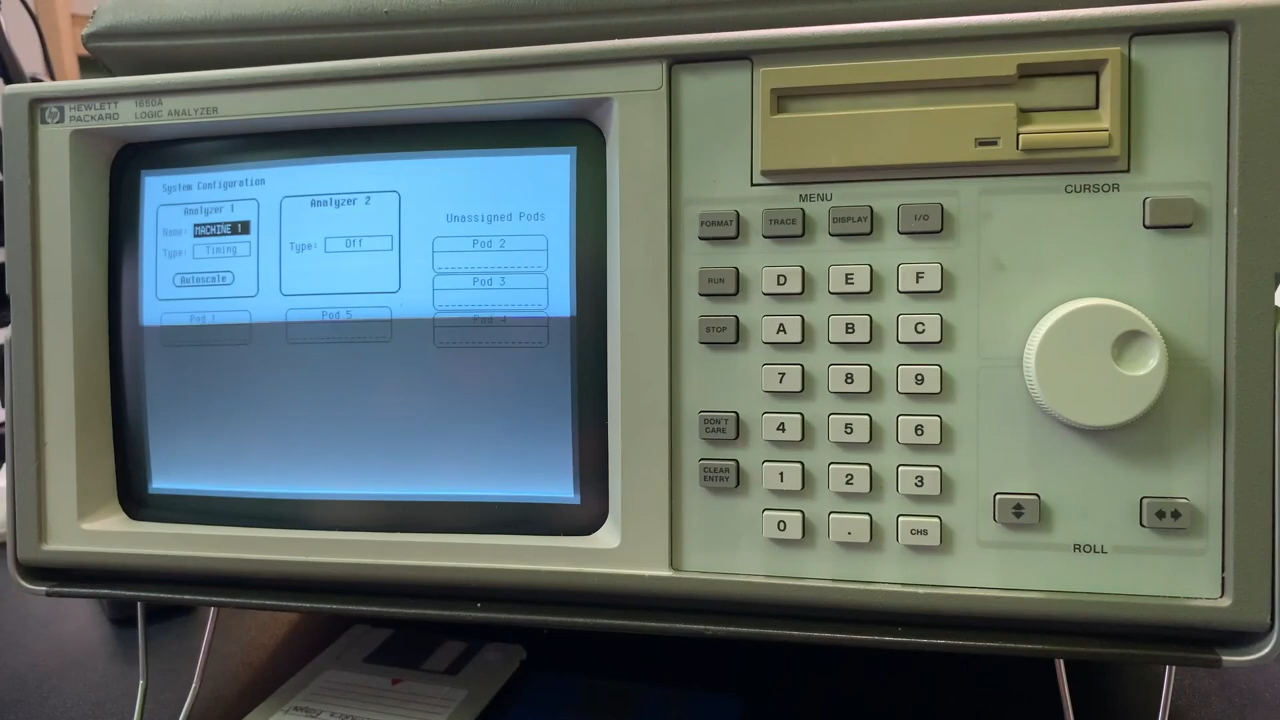 hp HEWLETT PACKARD
1650A
LOGIC ANALYZER
System Configuration
Analyzer 1
Name: MACHINE 1
Type: Timing
Autoscale
Analyzer 2
Type: Off
Unassigned Pods
Pod 2
Pod 3
Pod 4
Pod 1
Pod 5
MENU
FORMAT TRACE DISPLAY I/O
RUN D E F
STOP A B C
7 8 9
DON'T CARE 4 5 6
CLEAR ENTRY 1 2 3
0 . CHS
CURSOR
ROLL